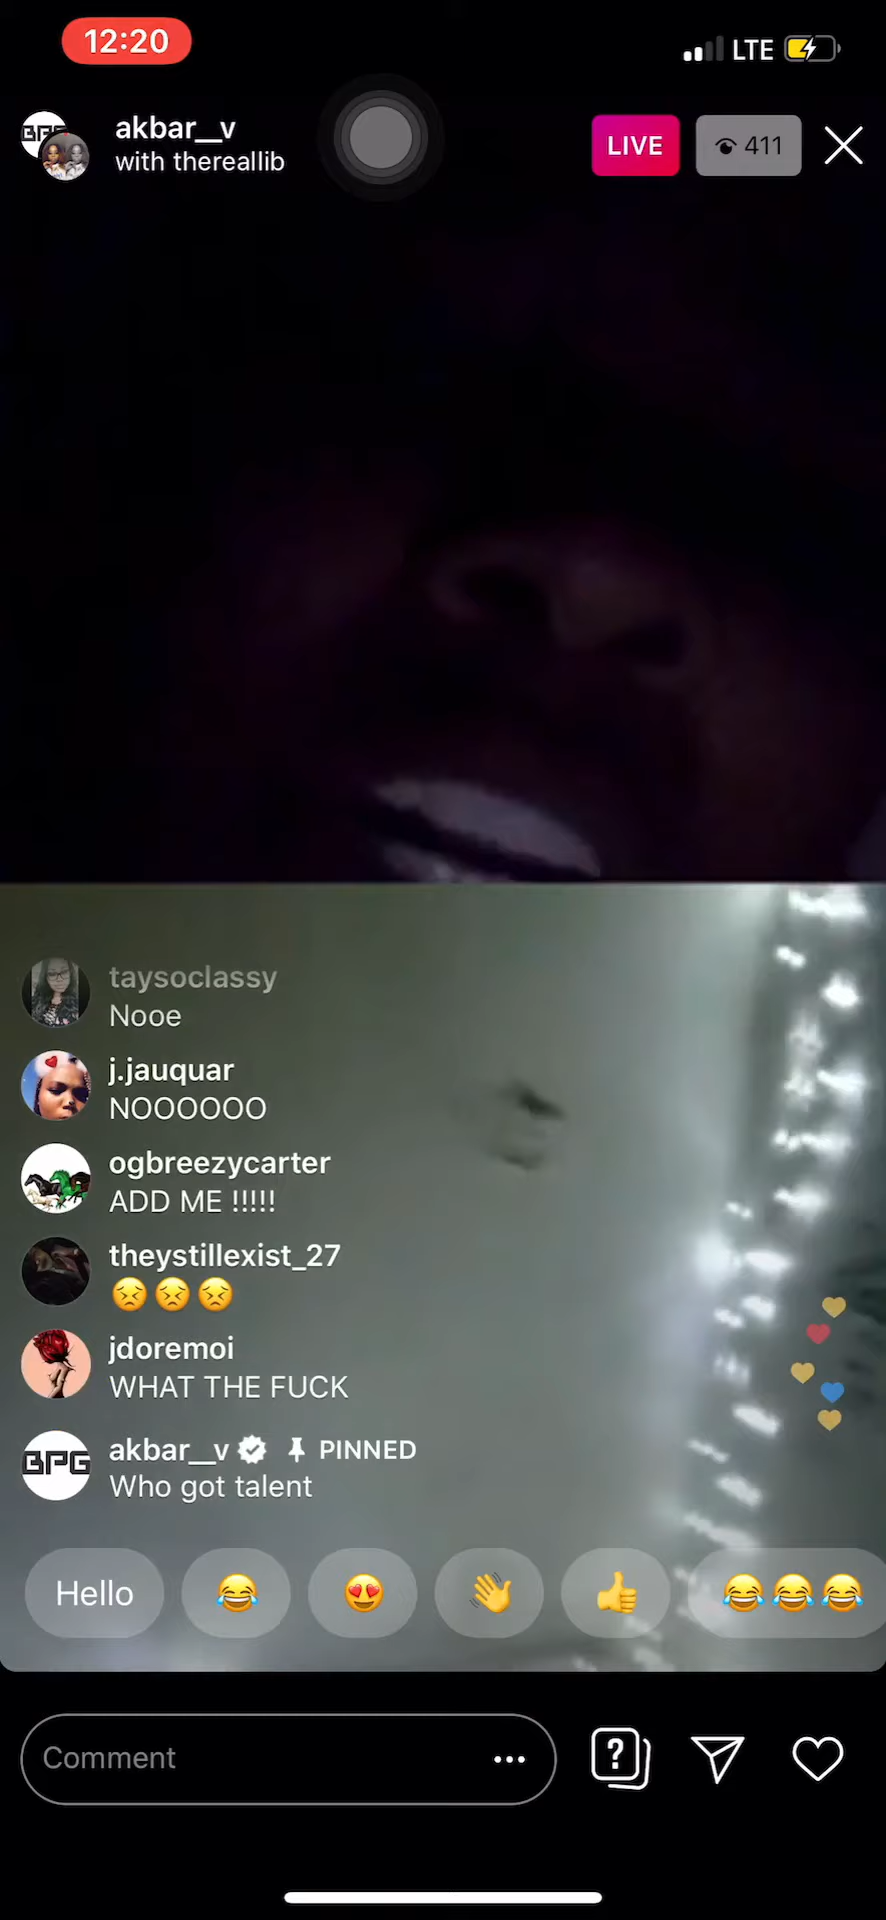 12:20
LTE
akbar__v
with thereallib
LIVE
411
taysoclassy
Nooe
j.jauquar
NOOOOOO
ogbreezycarter
ADD ME !!!!!
theystillexist_27
😣😣😣
jdoremoi
WHAT THE FUCK
BPG
akbar__v PINNED
Who got talent
Hello 😂 😍 👋 👍 😂😂😂
Comment